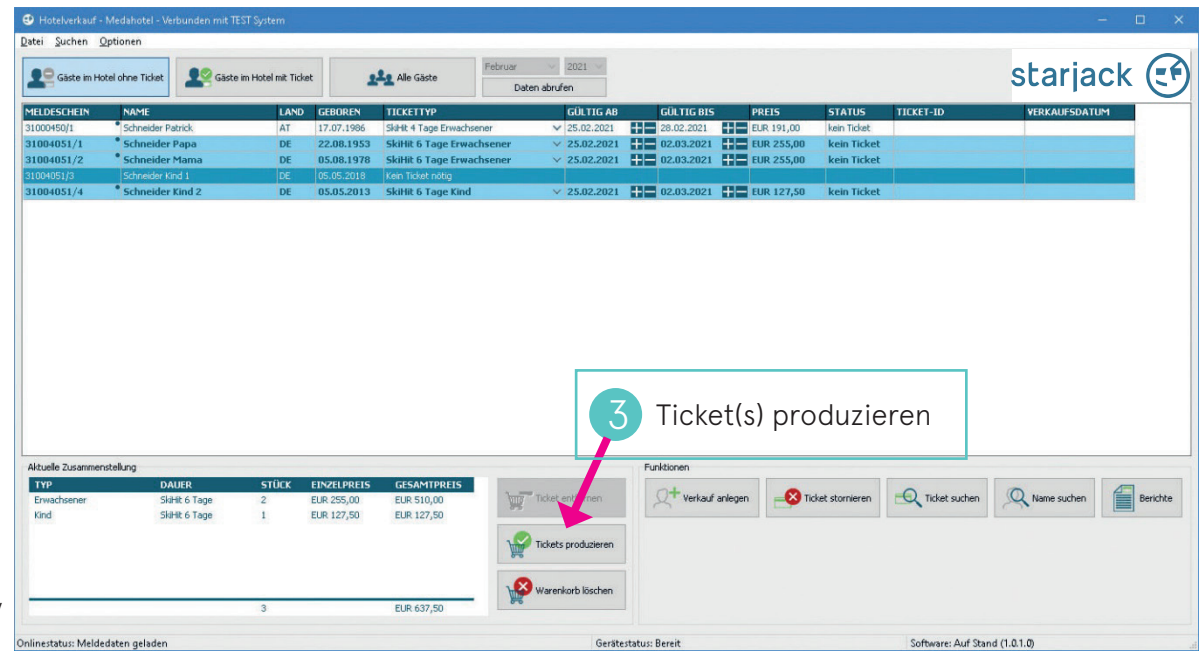 Hotelverkauf - Medahotel - Verbunden mit TEST System
Datei Suchen Optionen
Gäste im Hotel ohne Ticket Gäste im Hotel mit Ticket Alle Gäste Februar 2021
Daten abrufen
starjack
MELDESCHEIN NAME LAND GEBOREN TICKETTYP GÜLTIG AB GÜLTIG BIS PREIS STATUS TICKET-ID VERKAUFSDATUM
31000450/1 Schneider Patrick AT 17.07.1986 SkiHit 4 Tage Erwachsener 25.02.2021 28.02.2021 EUR 191,00 kein Ticket
31004051/1 Schneider Papa DE 22.08.1953 SkiHit 6 Tage Erwachsener 25.02.2021 02.03.2021 EUR 255,00 kein Ticket
31004051/2 Schneider Mama DE 05.08.1978 SkiHit 6 Tage Erwachsener 25.02.2021 02.03.2021 EUR 255,00 kein Ticket
31004051/3 Schneider Kind 1 DE 05.05.2018 Kein Ticket nötig
31004051/4 Schneider Kind 2 DE 05.05.2013 SkiHit 6 Tage Kind 25.02.2021 02.03.2021 EUR 127,50 kein Ticket
3 Ticket(s) produzieren
Aktuelle Zusammenstellung
TYP DAUER STÜCK EINZELPREIS GESAMTPREIS
Erwachsener SkiHit 6 Tage 2 EUR 255,00 EUR 510,00
Kind SkiHit 6 Tage 1 EUR 127,50 EUR 127,50
3 EUR 637,50
Ticket entfernen
Tickets produzieren
Warenkorb löschen
Funktionen
Verkauf anlegen Ticket stornieren Ticket suchen Name suchen Berichte
Onlinestatus: Meldedaten geladen Gerätestatus: Bereit Software: Auf Stand (1.0.1.0)